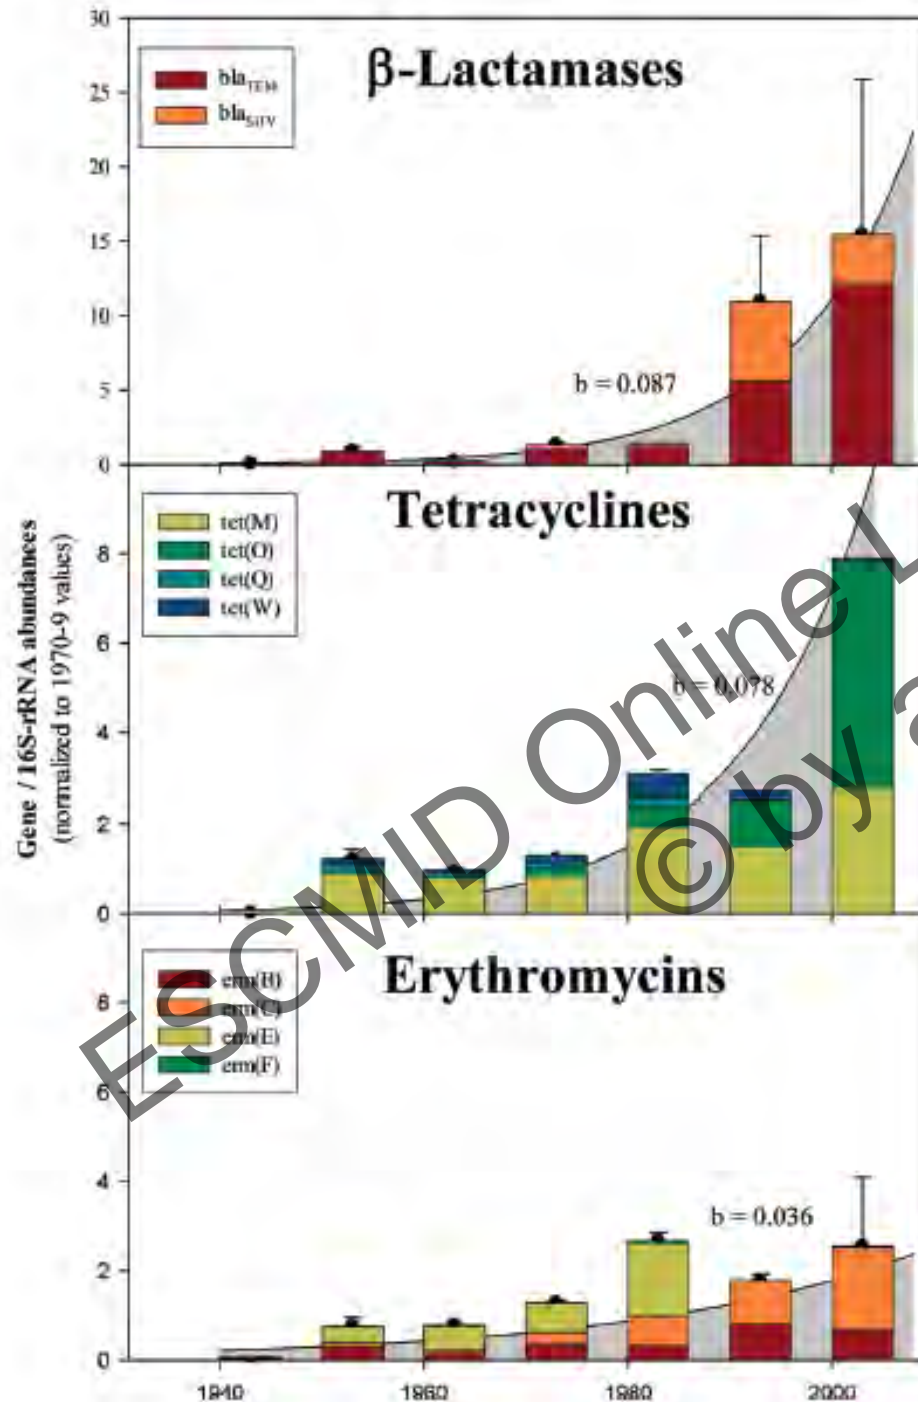 30
β-Lactamases
bla TEM
bla SHV
25
20
15
10
5
0
b = 0.087
Tetracyclines
tet(M)
tet(O)
tet(Q)
tet(W)
8
6
4
2
0
b = 0.078
Gene / 16S-rRNA abundances
(normalized to 1970-9 values)
Erythromycins
erm(B)
erm(C)
erm(E)
erm(F)
8
6
4
2
0
b = 0.036
1940
1960
1980
2000
ESCMID Online L
© by a